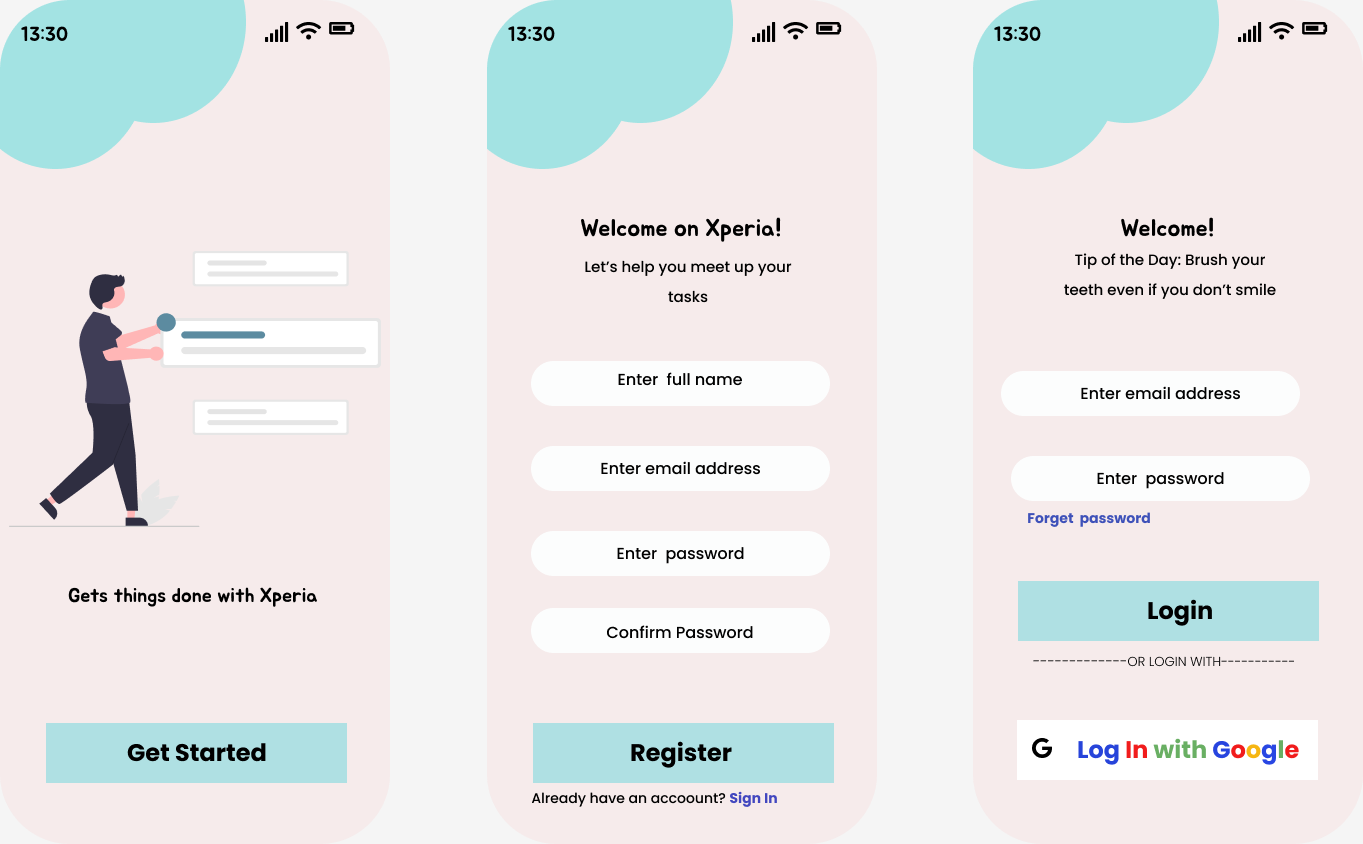 13:30
Gets things done with Xperia
Get Started
13:30
Welcome on Xperia!
Let's help you meet up your
tasks
Enter  full name
Enter email address
Enter  password
Confirm Password
Register
Already have an accoount? Sign In
13:30
Welcome!
Tip of the Day: Brush your
teeth even if you don't smile
Enter email address
Enter  password
Forget  password
Login
-------------OR LOGIN WITH-----------
G Log In with Google